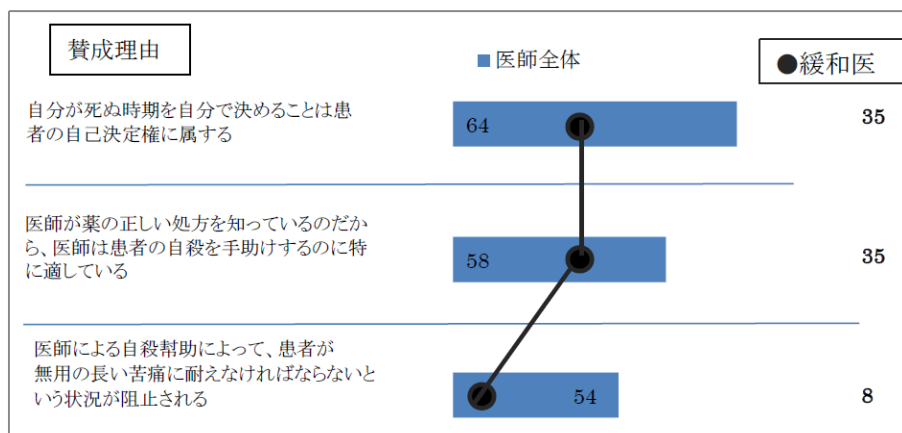 賛成理由
■医師全体
●緩和医
自分が死ぬ時期を自分で決めることは患
者の自己決定権に属する
64
35
医師が薬の正しい処方を知っているのだか
ら、医師は患者の自殺を手助けするのに特
に適している
58
35
医師による自殺幇助によって、患者が
無用の長い苦痛に耐えなければならないと
いう状況が阻止される
54
8